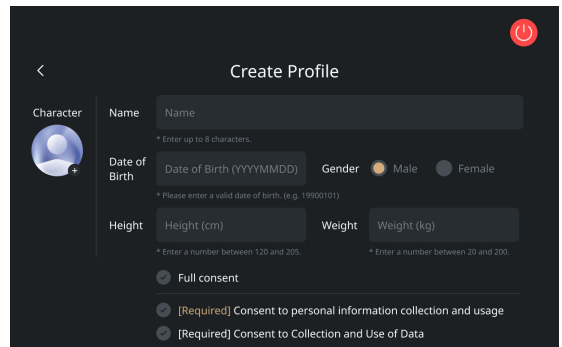 Create Profile
Character
Name
Name
* Enter up to 8 characters.
Date of
Birth
Date of Birth (YYYYMMDD)
Gender
Male
Female
* Please enter a valid date of birth. (e.g. 19900101)
Height
Height (cm)
Weight
Weight (kg)
* Enter a number between 120 and 205.
* Enter a number between 20 and 200.
Full consent
[Required] Consent to personal information collection and usage
[Required] Consent to Collection and Use of Data